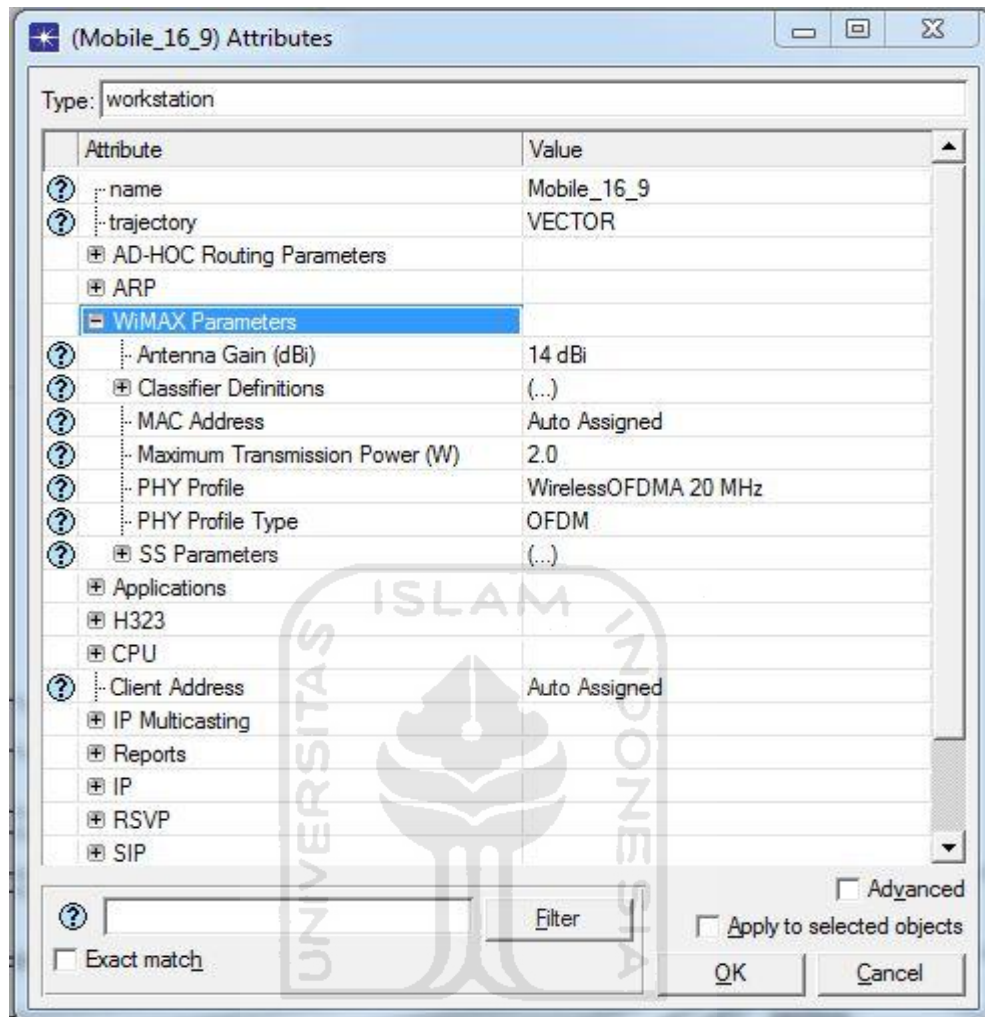 (Mobile_16_9) Attributes
Type: workstation
Attribute Value
name Mobile_16_9
trajectory VECTOR
AD-HOC Routing Parameters
ARP
WiMAX Parameters
Antenna Gain (dBi) 14 dBi
Classifier Definitions (...)
MAC Address Auto Assigned
Maximum Transmission Power (W) 2.0
PHY Profile WirelessOFDMA 20 MHz
PHY Profile Type OFDM
SS Parameters (...)
Applications
H323
CPU
Client Address Auto Assigned
IP Multicasting
Reports
IP
RSVP
SIP
Advanced
Filter
Apply to selected objects
Exact match
OK Cancel
UNIVERSITAS ISLAM INDONESIA